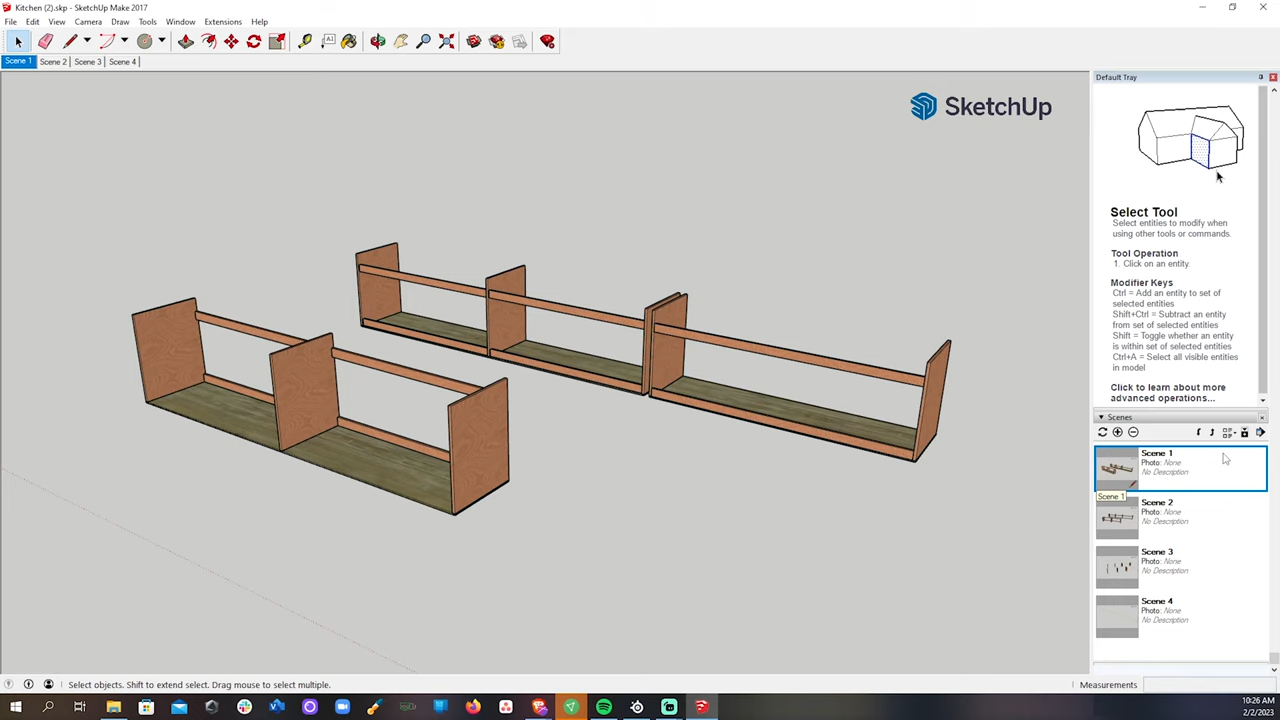 Kitchen (2).skp - SketchUp Make 2017
File Edit View Camera Draw Tools Window Extensions Help
Scene 1 Scene 2 Scene 3 Scene 4
SketchUp
Default Tray
Select Tool
Select entities to modify when
using other tools or commands.
Tool Operation
1. Click on an entity.
Modifier Keys
Ctrl = Add an entity to set of
selected entities
Shift+Ctrl = Subtract an entity
from set of selected entities
Shift = Toggle whether an entity
is within set of selected entities
Ctrl+A = Select all visible entities
in model
Click to learn about more
advanced operations...
Scenes
Scene 1
Photo: None
No Description
Scene 1
Scene 2
Photo: None
No Description
Scene 3
Photo: None
No Description
Scene 4
Photo: None
No Description
Select objects. Shift to extend select. Drag mouse to select multiple.
Measurements
10:26 AM
2/2/2023